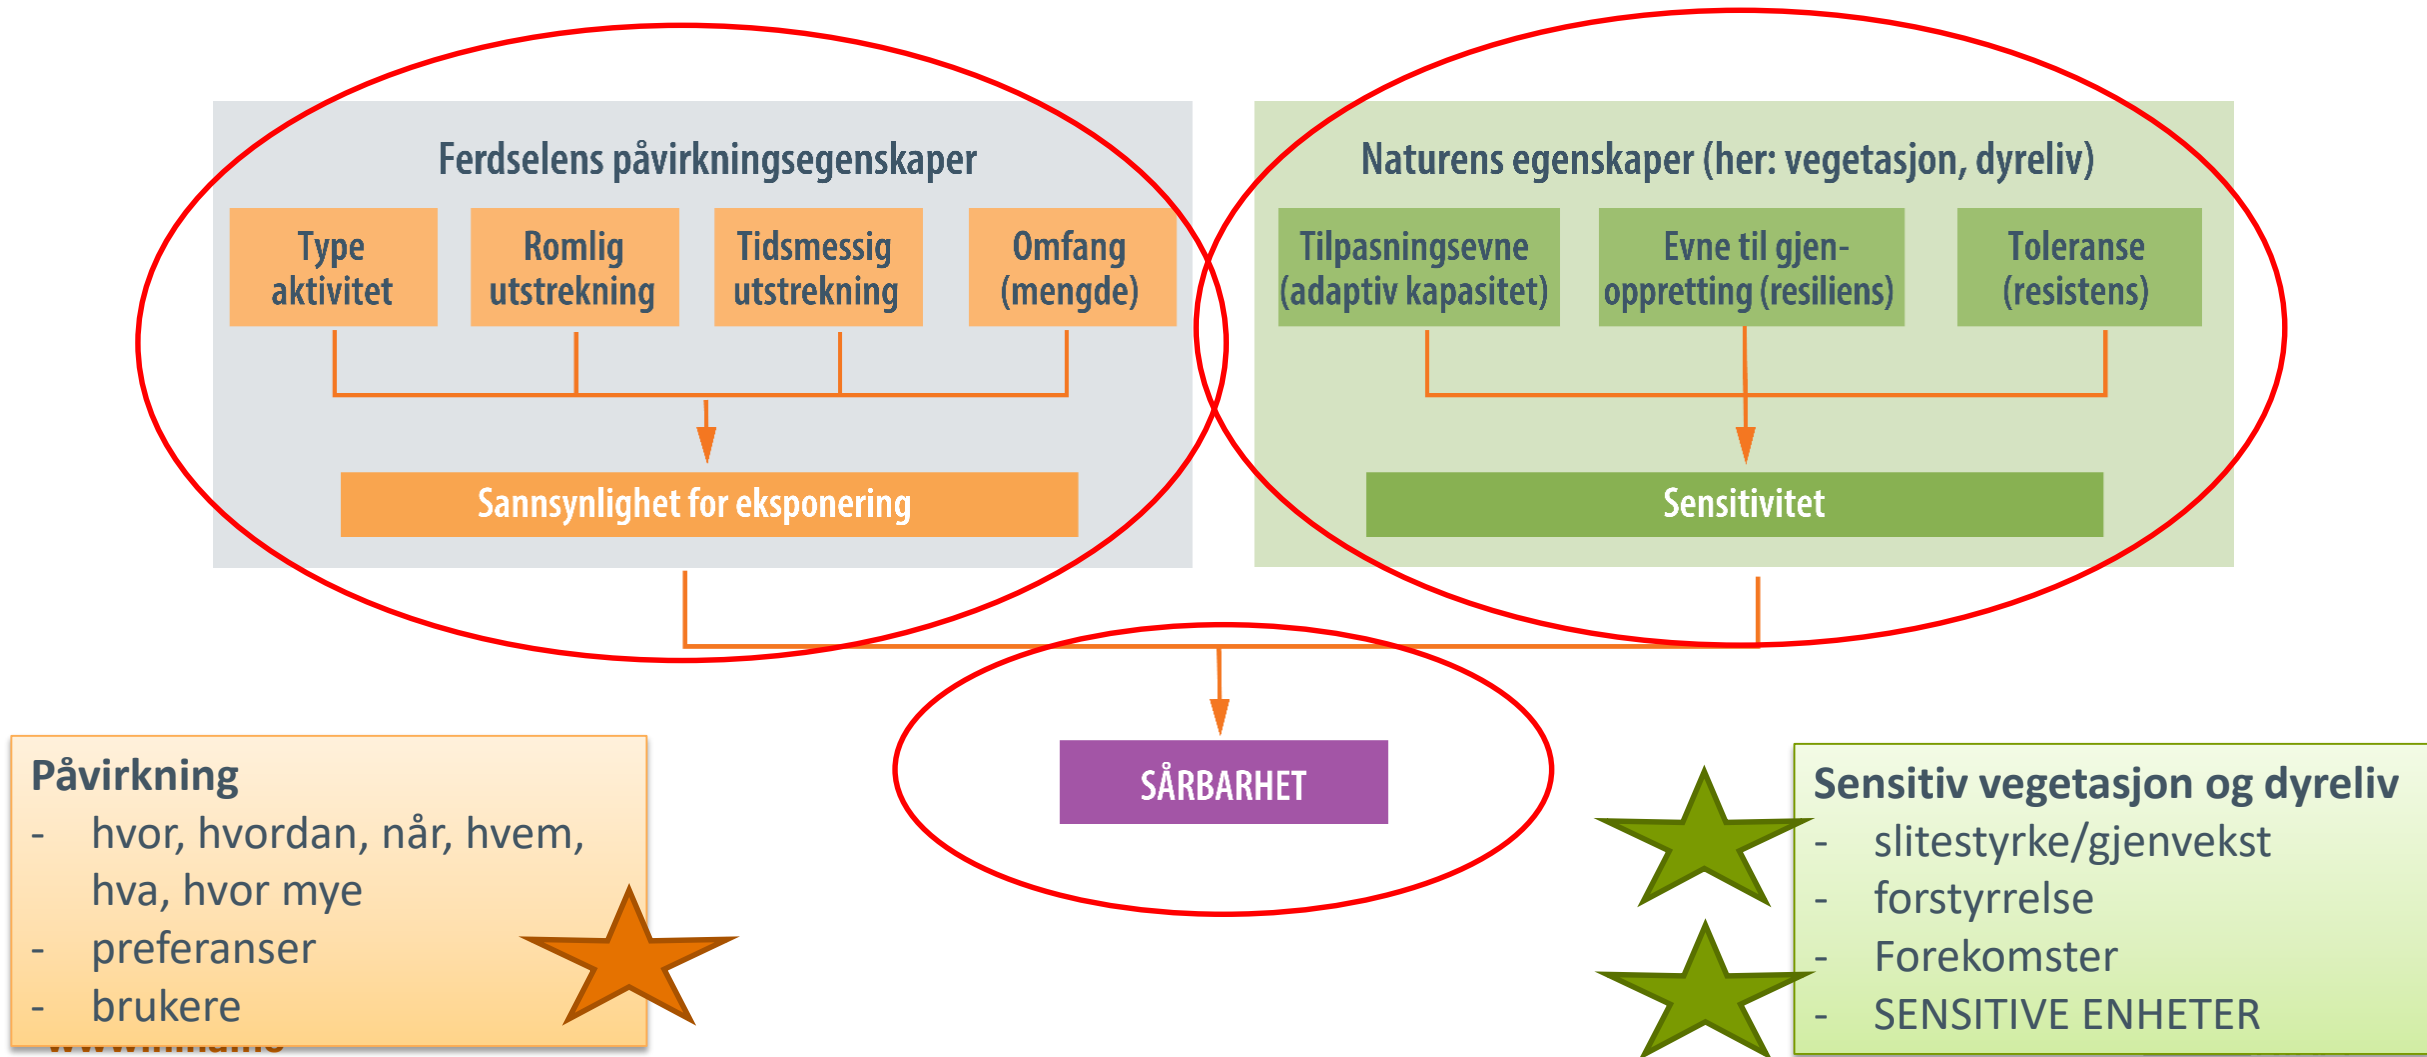 Ferdselens påvirkningsegenskaper
Type
aktivitet
Romlig
utstrekning
Tidsmessig
utstrekning
Omfang
(mengde)
Sannsynlighet for eksponering
Naturens egenskaper (her: vegetasjon, dyreliv)
Tilpasningsevne
(adaptiv kapasitet)
Evne til gjen-
oppretting (resiliens)
Toleranse
(resistens)
Sensitivitet
SÅRBARHET
Påvirkning
- hvor, hvordan, når, hvem,
hva, hvor mye
- preferanser
- brukere
Sensitiv vegetasjon og dyreliv
- slitestyrke/gjenvekst
- forstyrrelse
- Forekomster
- SENSITIVE ENHETER